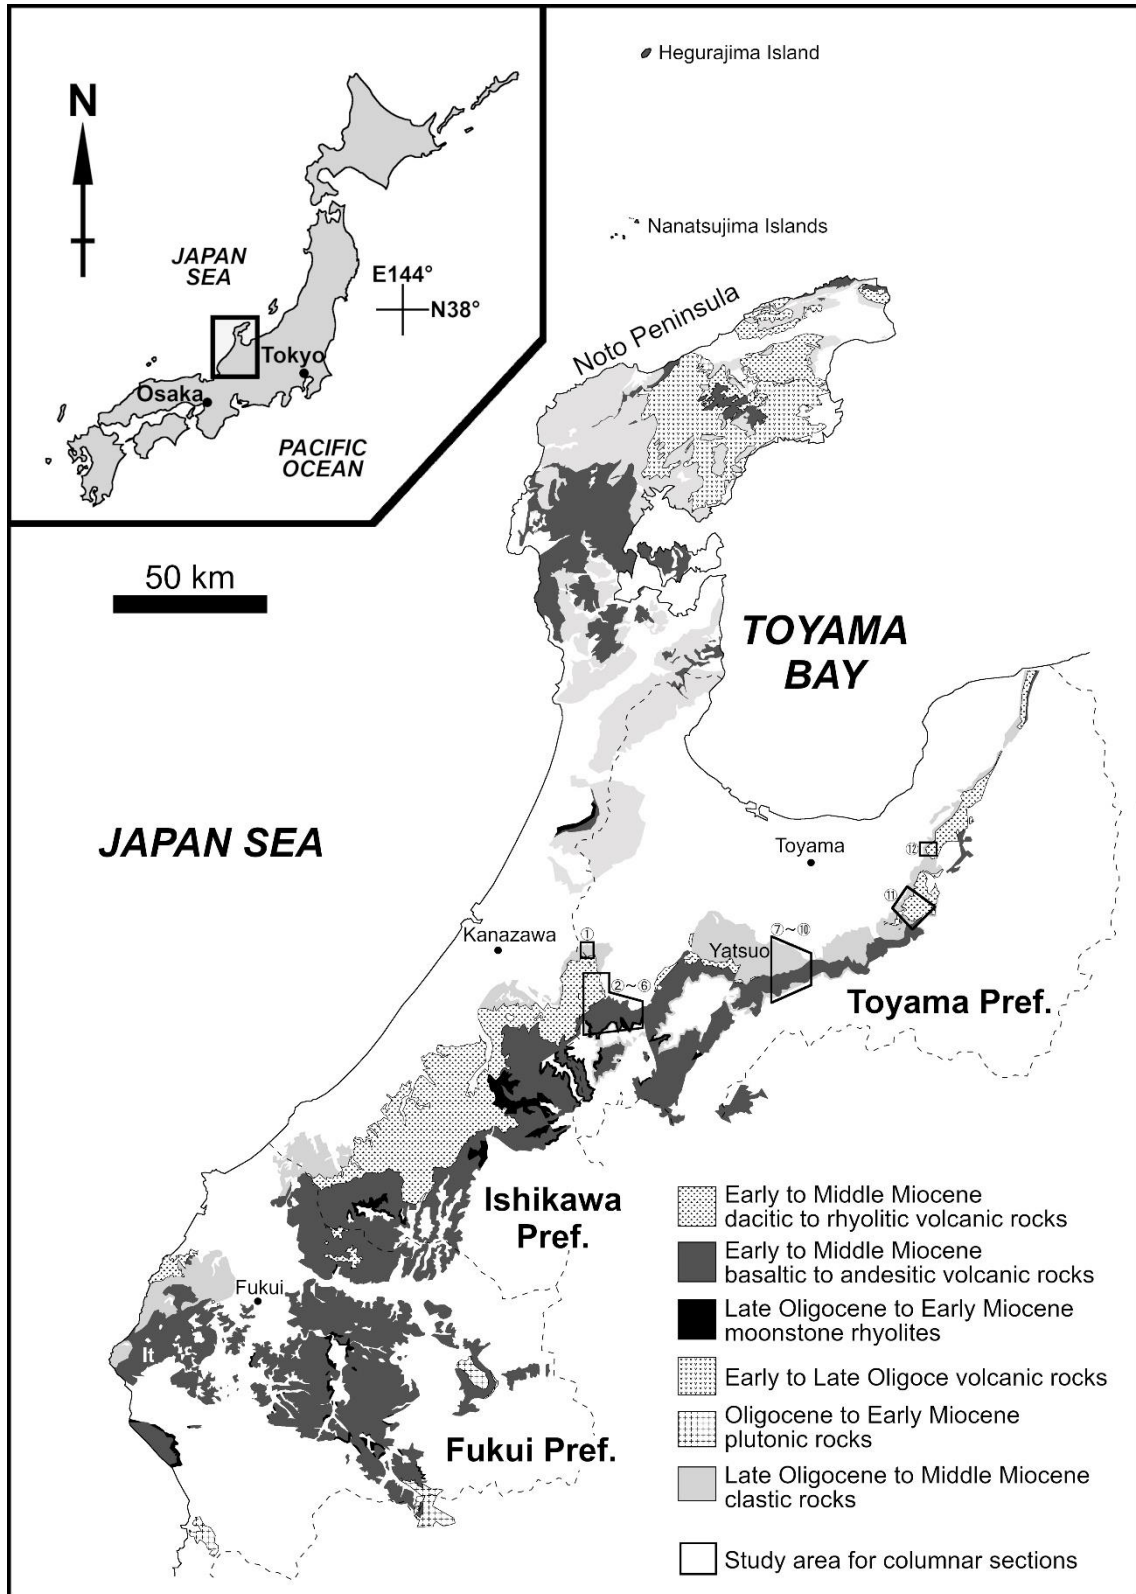 N
JAPAN
SEA
E144°
N38°
Tokyo
Osaka
PACIFIC
OCEAN
50 km
Hegurajima Island
Nanatsujima Islands
Noto Peninsula
TOYAMA
BAY
JAPAN SEA
Toyama
⑫
⑪
Kanazawa
①
⑦～⑩
Yatsuo
②～⑥
Toyama Pref.
Ishikawa
Pref.
Fukui
It
Fukui Pref.
Early to Middle Miocene
dacitic to rhyolitic volcanic rocks
Early to Middle Miocene
basaltic to andesitic volcanic rocks
Late Oligocene to Early Miocene
moonstone rhyolites
Early to Late Oligoce volcanic rocks
Oligocene to Early Miocene
plutonic rocks
Late Oligocene to Middle Miocene
clastic rocks
Study area for columnar sections